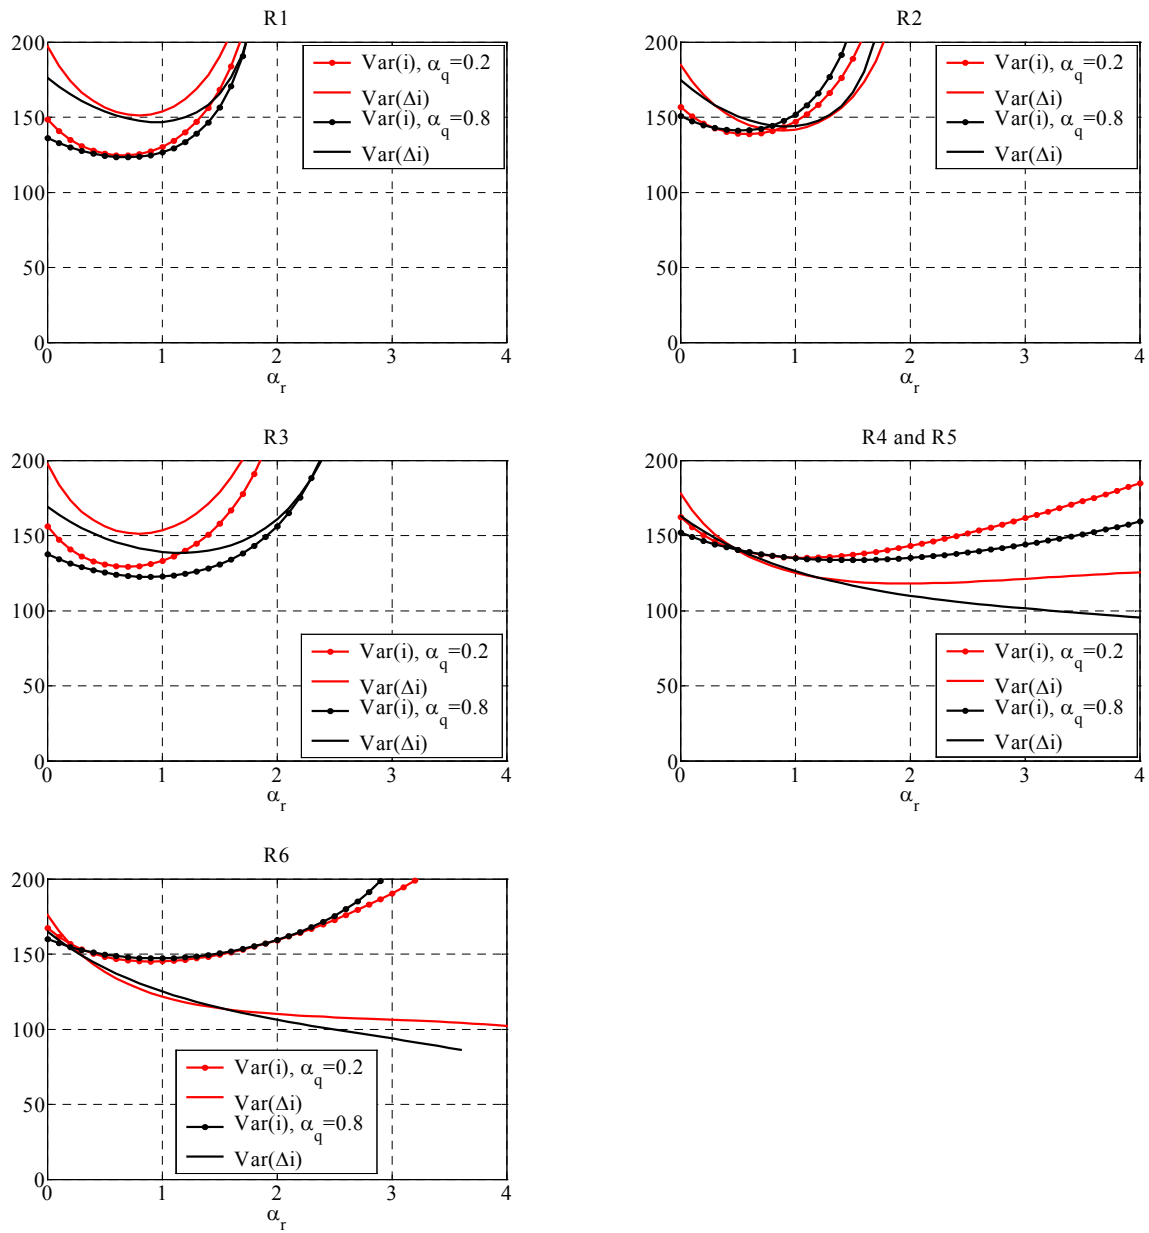 R1
200
150
100
50
0
0 1 2 3 4
αr
Var(i), αq=0.2
Var(Δi)
Var(i), αq=0.8
Var(Δi)
R2
200
150
100
50
0
0 1 2 3 4
αr
Var(i), αq=0.2
Var(Δi)
Var(i), αq=0.8
Var(Δi)
R3
200
150
100
50
0
0 1 2 3 4
αr
Var(i), αq=0.2
Var(Δi)
Var(i), αq=0.8
Var(Δi)
R4 and R5
200
150
100
50
0
0 1 2 3 4
αr
Var(i), αq=0.2
Var(Δi)
Var(i), αq=0.8
Var(Δi)
R6
200
150
100
50
0
0 1 2 3 4
αr
Var(i), αq=0.2
Var(Δi)
Var(i), αq=0.8
Var(Δi)